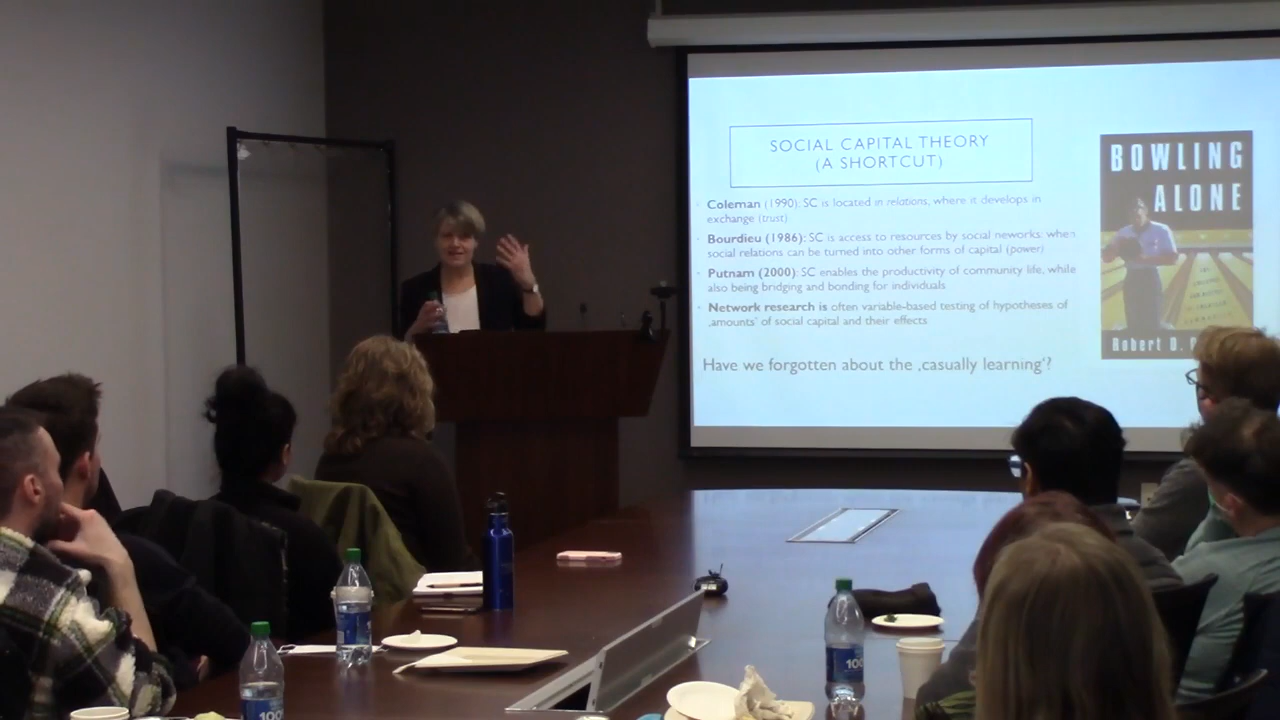 SOCIAL CAPITAL THEORY
(A SHORTCUT)
Coleman (1990): SC is located in relations, where it develops in
exchange (trust)
Bourdieu (1986): SC is access to resources by social neworks: when
social relations can be turned into other forms of capital (power)
Putnam (2000): SC enables the productivity of community life, while
also being bridging and bonding for individuals
Network research is often variable-based testing of hypotheses of
‚amounts' of social capital and their effects
Have we forgotten about the ‚casually learning'?
BOWLING
ALONE
Robert D.
100
100